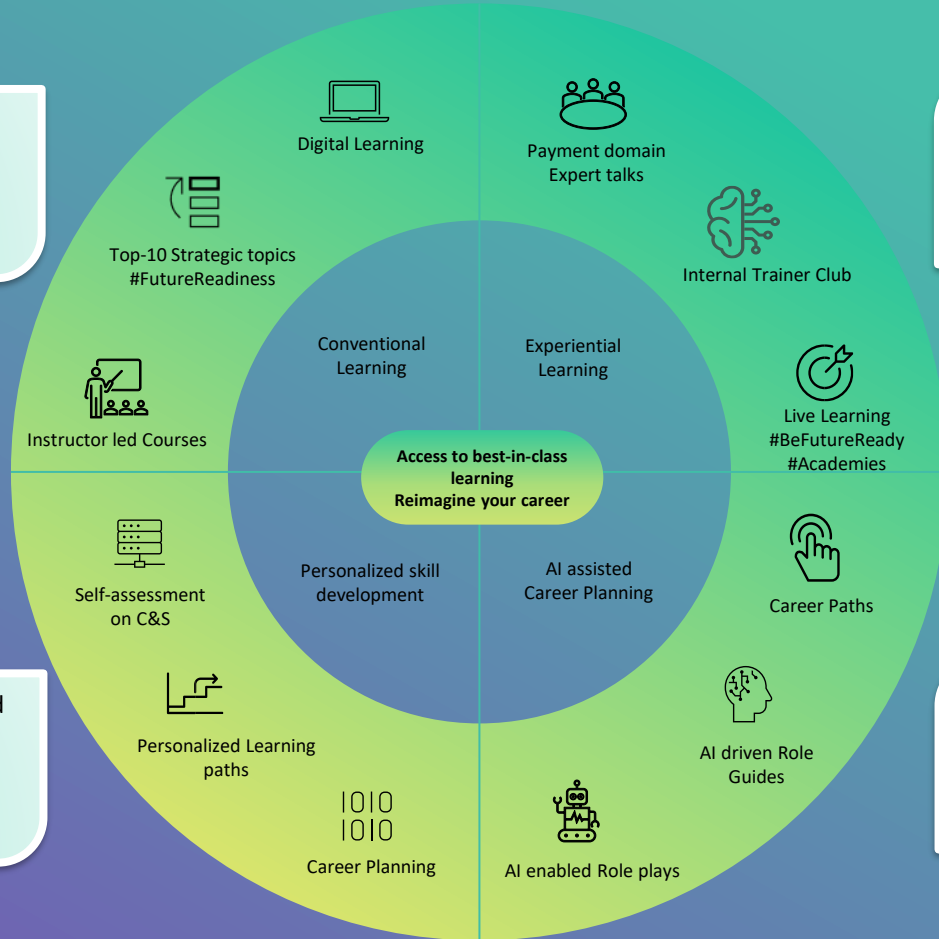 Digital Learning
Payment domain
Expert talks
Top-10 Strategic topics
#FutureReadiness
Internal Trainer Club
Conventional
Learning
Experiential
Learning
Instructor led Courses
Live Learning
#BeFutureReady
#Academies
Access to best-in-class
learning
Reimagine your career
Personalized skill
development
AI assisted
Career Planning
Self-assessment
on C&S
Career Paths
Personalized Learning
paths
AI driven Role
Guides
1010
1010
Career Planning
AI enabled Role plays